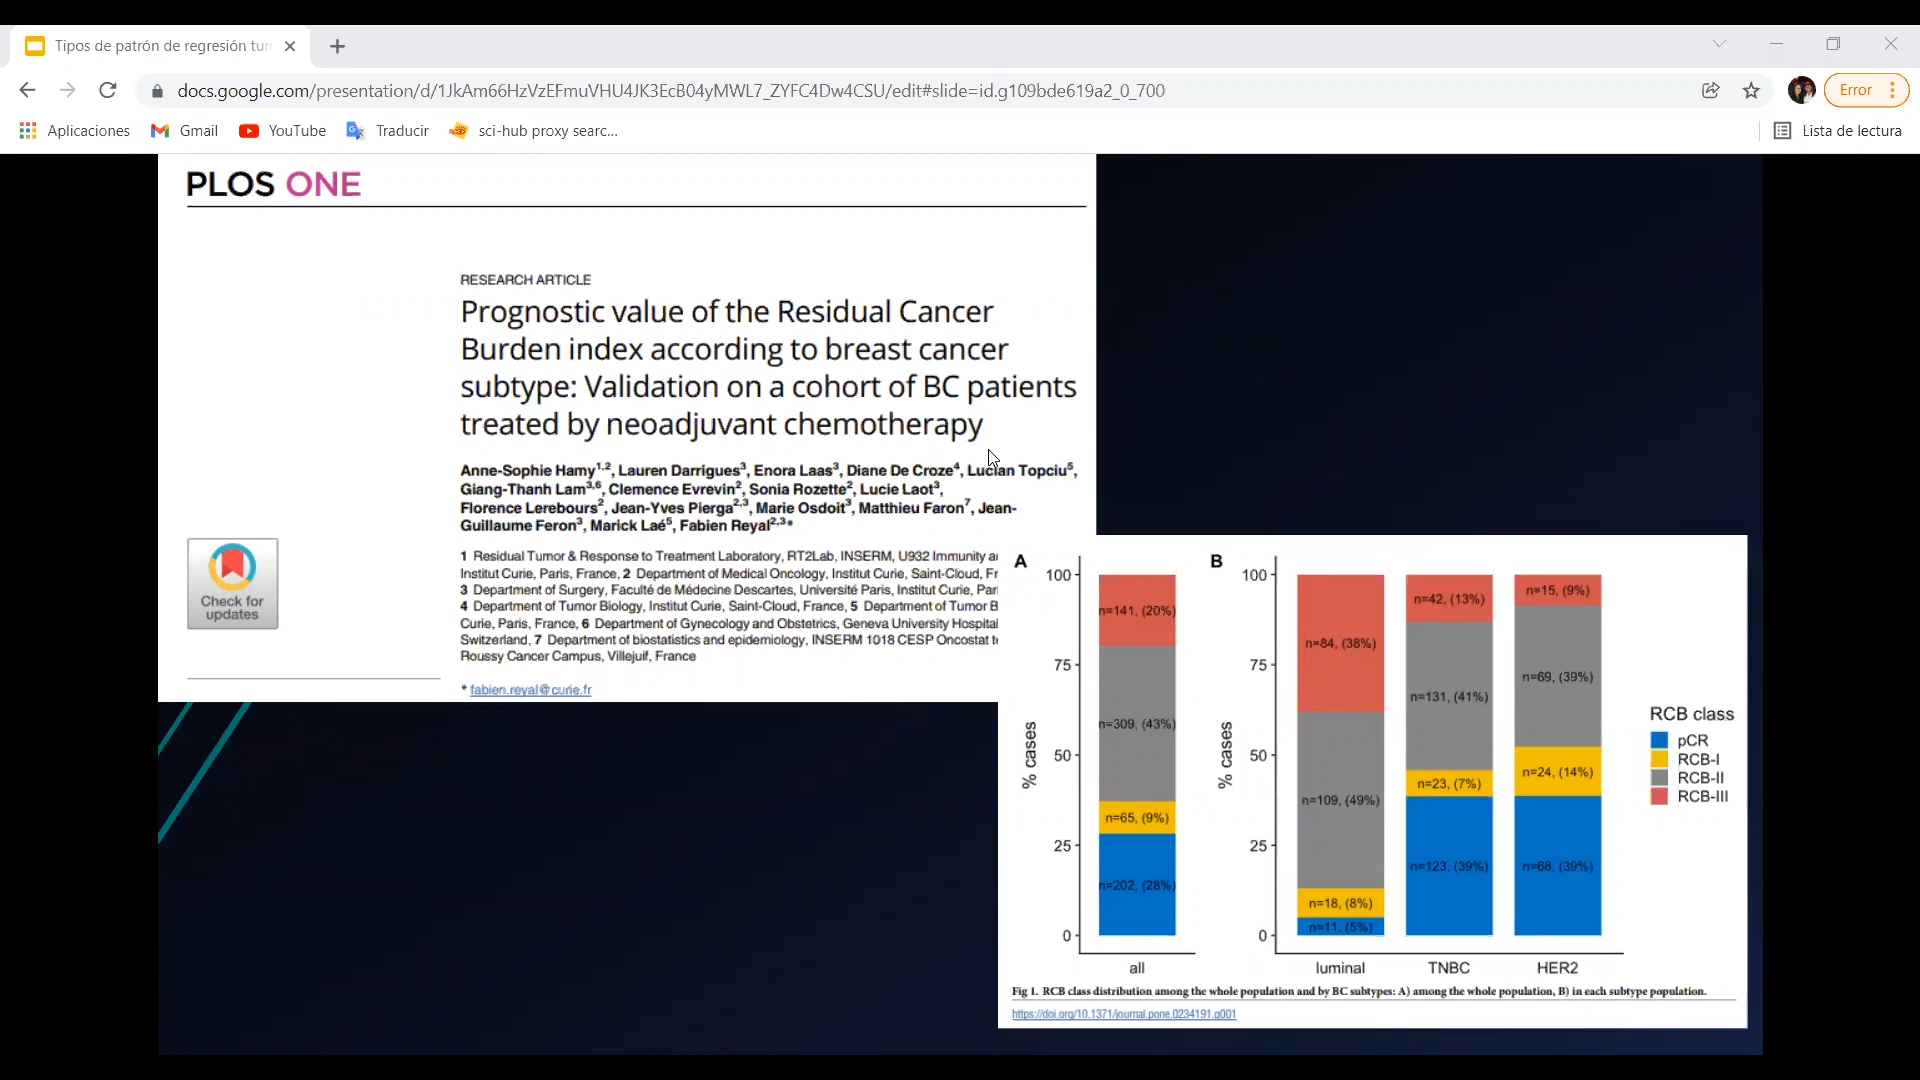 Tipos de patrón de regresión tum
docs.google.com/presentation/d/1JkAm66HzVzEFmuVHU4JK3EcB04yMWL7_ZYFC4Dw4CSU/edit#slide=id.g109bde619a2_0_700
Error
Aplicaciones
Gmail
YouTube
Traducir
sci-hub proxy searc...
Lista de lectura
PLOS ONE
RESEARCH ARTICLE
Prognostic value of the Residual Cancer
Burden index according to breast cancer
subtype: Validation on a cohort of BC patients
treated by neoadjuvant chemotherapy
Anne-Sophie Hamy1,2, Lauren Darrigues3, Enora Laas3, Diane De Croze4, Lucian Topciu5,
Giang-Thanh Lam3,6, Clemence Evrevin2, Sonia Rozette2, Lucie Laot3,
Florence Lerebours2, Jean-Yves Pierga2,3, Marie Osdoit3, Matthieu Faron7, Jean-
Guillaume Feron3, Marick Laé5, Fabien Reyal2,3*
1 Residual Tumor & Response to Treatment Laboratory, RT2Lab, INSERM, U932 Immunity a
Institut Curie, Paris, France, 2 Department of Medical Oncology, Institut Curie, Saint-Cloud, Fr
3 Department of Surgery, Faculté de Médecine Descartes, Université Paris, Institut Curie, Pari
4 Department of Tumor Biology, Institut Curie, Saint-Cloud, France, 5 Department of Tumor B
Curie, Paris, France, 6 Department of Gynecology and Obstetrics, Geneva University Hospital
Switzerland, 7 Department of biostatistics and epidemiology, INSERM 1018 CESP Oncostat t
Roussy Cancer Campus, Villejuif, France
* fabien.reyal@curie.fr
Check for
updates
A
% cases
100
75
50
25
0
n=141, (20%)
n=309, (43%)
n=65, (9%)
n=202, (28%)
all
B
% cases
100
75
50
25
0
n=84, (38%)
n=109, (49%)
n=18, (8%)
n=11, (5%)
luminal
n=42, (13%)
n=131, (41%)
n=23, (7%)
n=123, (39%)
TNBC
n=15, (9%)
n=69, (39%)
n=24, (14%)
n=68, (39%)
HER2
RCB class
pCR
RCB-I
RCB-II
RCB-III
Fig 1. RCB class distribution among the whole population and by BC subtypes: A) among the whole population, B) in each subtype population.
https://doi.org/10.1371/journal.pone.0234191.g001